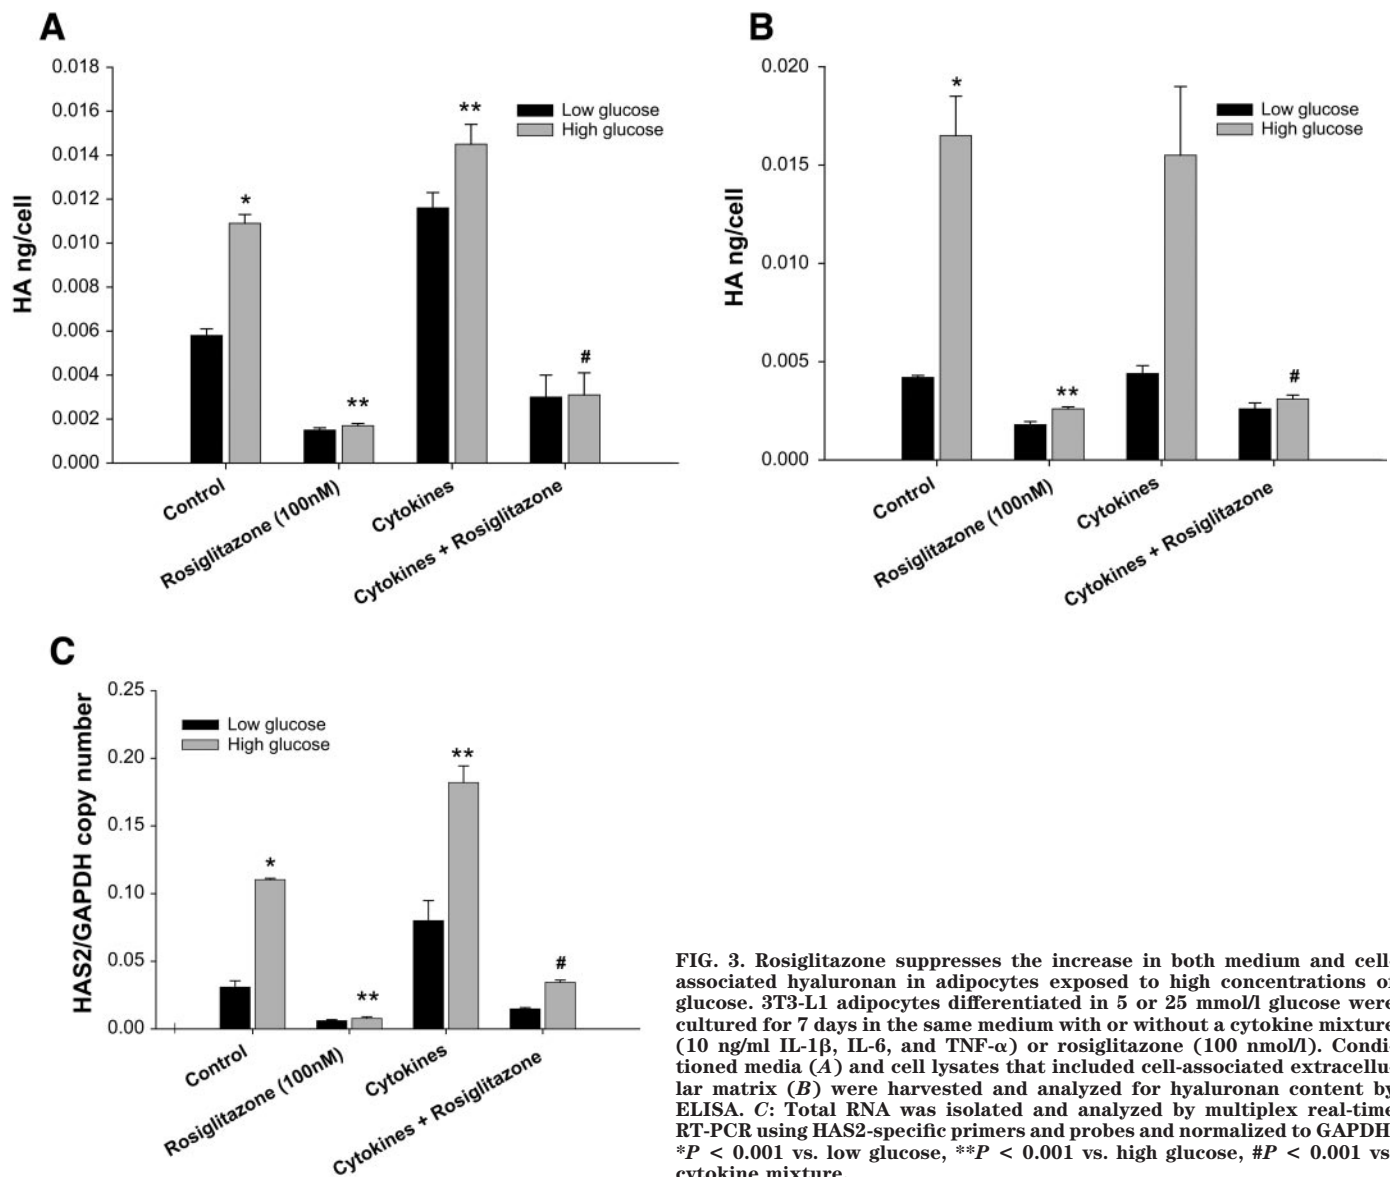 A
0.018
0.016
0.014
0.012
0.010
0.008
0.006
0.004
0.002
0.000
HA ng/cell
Low glucose
High glucose
*
**
**
#
Control
Rosiglitazone (100nM)
Cytokines
Cytokines + Rosiglitazone
B
0.020
0.015
0.010
0.005
0.000
HA ng/cell
Low glucose
High glucose
*
**
#
Control
Rosiglitazone (100nM)
Cytokines
Cytokines + Rosiglitazone
C
0.25
0.20
0.15
0.10
0.05
0.00
HAS2/GAPDH copy number
Low glucose
High glucose
*
**
**
#
Control
Rosiglitazone (100nM)
Cytokines
Cytokines + Rosiglitazone
FIG. 3. Rosiglitazone suppresses the increase in both medium and cell-
associated hyaluronan in adipocytes exposed to high concentrations of
glucose. 3T3-L1 adipocytes differentiated in 5 or 25 mmol/l glucose were
cultured for 7 days in the same medium with or without a cytokine mixture
(10 ng/ml IL-1β, IL-6, and TNF-α) or rosiglitazone (100 nmol/l). Condi-
tioned media (A) and cell lysates that included cell-associated extracellu-
lar matrix (B) were harvested and analyzed for hyaluronan content by
ELISA. C: Total RNA was isolated and analyzed by multiplex real-time
RT-PCR using HAS2-specific primers and probes and normalized to GAPDH
*P < 0.001 vs. low glucose, **P < 0.001 vs. high glucose, #P < 0.001 vs
cytokine mixture.